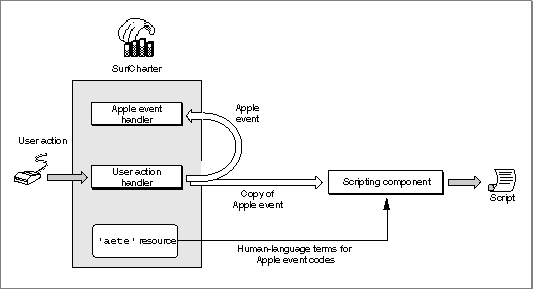 SurfCharter
Apple event
handler
Apple
event
User action
User action
handler
Scripting component
Script
Copy of
Apple event
'aete' resource
Human-language terms for
Apple event codes